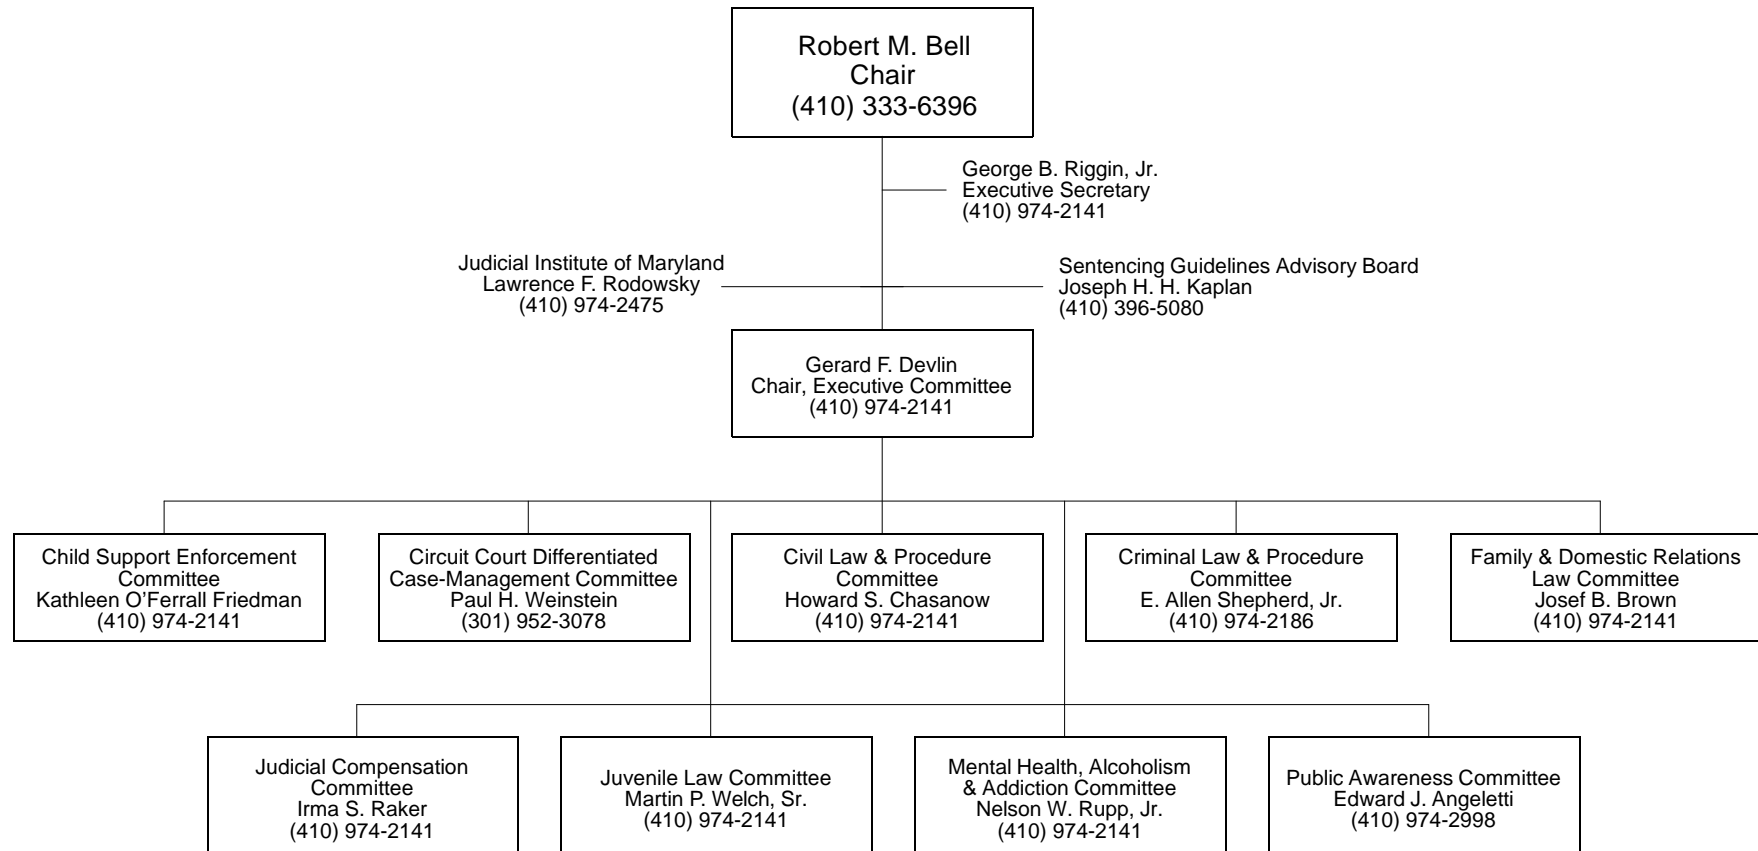 Robert M. Bell
Chair
(410) 333-6396
George B. Riggin, Jr.
Executive Secretary
(410) 974-2141
Judicial Institute of Maryland
Lawrence F. Rodowsky
(410) 974-2475
Sentencing Guidelines Advisory Board
Joseph H. H. Kaplan
(410) 396-5080
Gerard F. Devlin
Chair, Executive Committee
(410) 974-2141
Child Support Enforcement
Committee
Kathleen O'Ferrall Friedman
(410) 974-2141
Circuit Court Differentiated
Case-Management Committee
Paul H. Weinstein
(301) 952-3078
Civil Law & Procedure
Committee
Howard S. Chasanow
(410) 974-2141
Criminal Law & Procedure
Committee
E. Allen Shepherd, Jr.
(410) 974-2186
Family & Domestic Relations
Law Committee
Josef B. Brown
(410) 974-2141
Judicial Compensation
Committee
Irma S. Raker
(410) 974-2141
Juvenile Law Committee
Martin P. Welch, Sr.
(410) 974-2141
Mental Health, Alcoholism
& Addiction Committee
Nelson W. Rupp, Jr.
(410) 974-2141
Public Awareness Committee
Edward J. Angeletti
(410) 974-2998